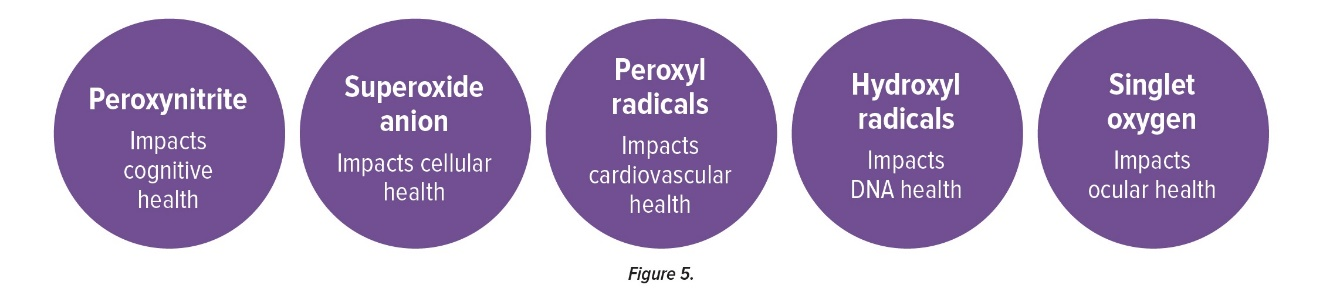 Peroxynitrite
Impacts
cognitive
health
Superoxide
anion
Impacts cellular
health
Peroxyl
radicals
Impacts
cardiovascular
health
Hydroxyl
radicals
Impacts
DNA health
Singlet
oxygen
Impacts
ocular health
Figure 5.